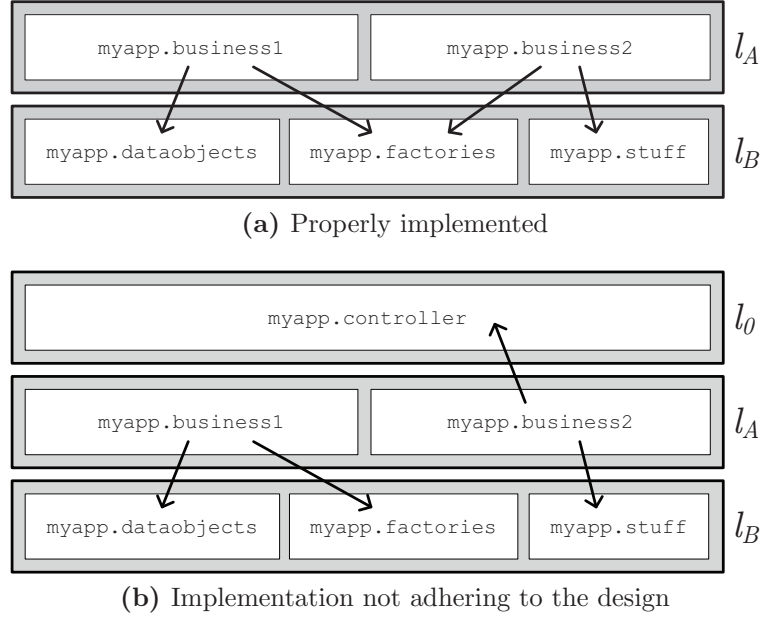 myapp.business1 myapp.business2 l_A
myapp.dataobjects myapp.factories myapp.stuff l_B
(a) Properly implemented
myapp.controller l_0
myapp.business1 myapp.business2 l_A
myapp.dataobjects myapp.factories myapp.stuff l_B
(b) Implementation not adhering to the design